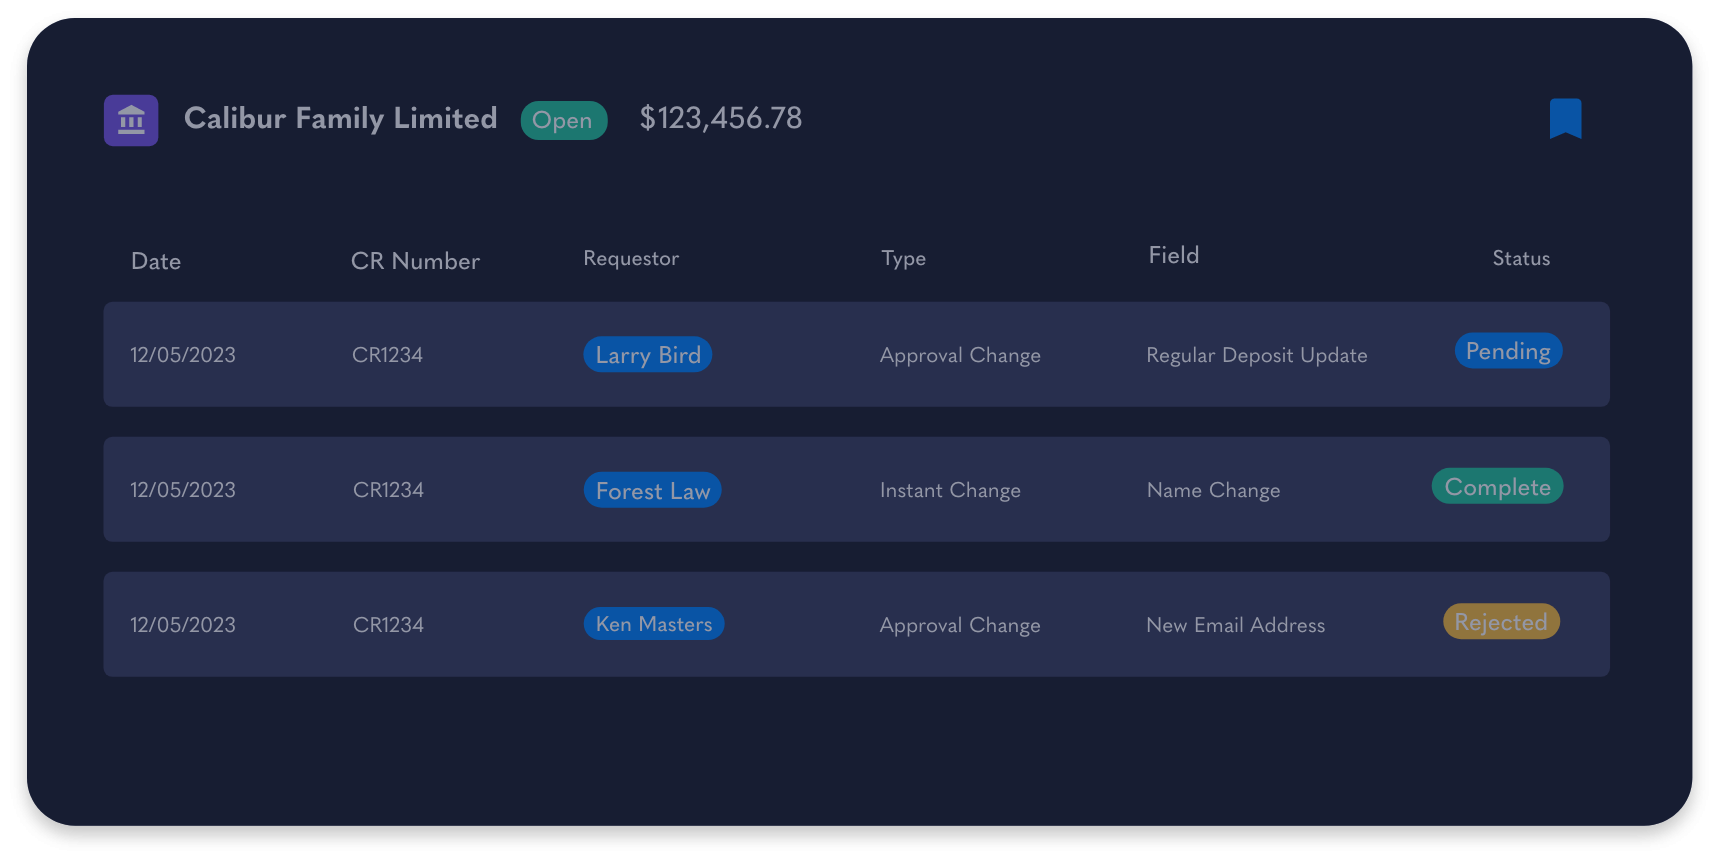 Calibur Family Limited Open $123,456.78
Date CR Number Requestor Type Field Status
12/05/2023 CR1234 Larry Bird Approval Change Regular Deposit Update Pending
12/05/2023 CR1234 Forest Law Instant Change Name Change Complete
12/05/2023 CR1234 Ken Masters Approval Change New Email Address Rejected